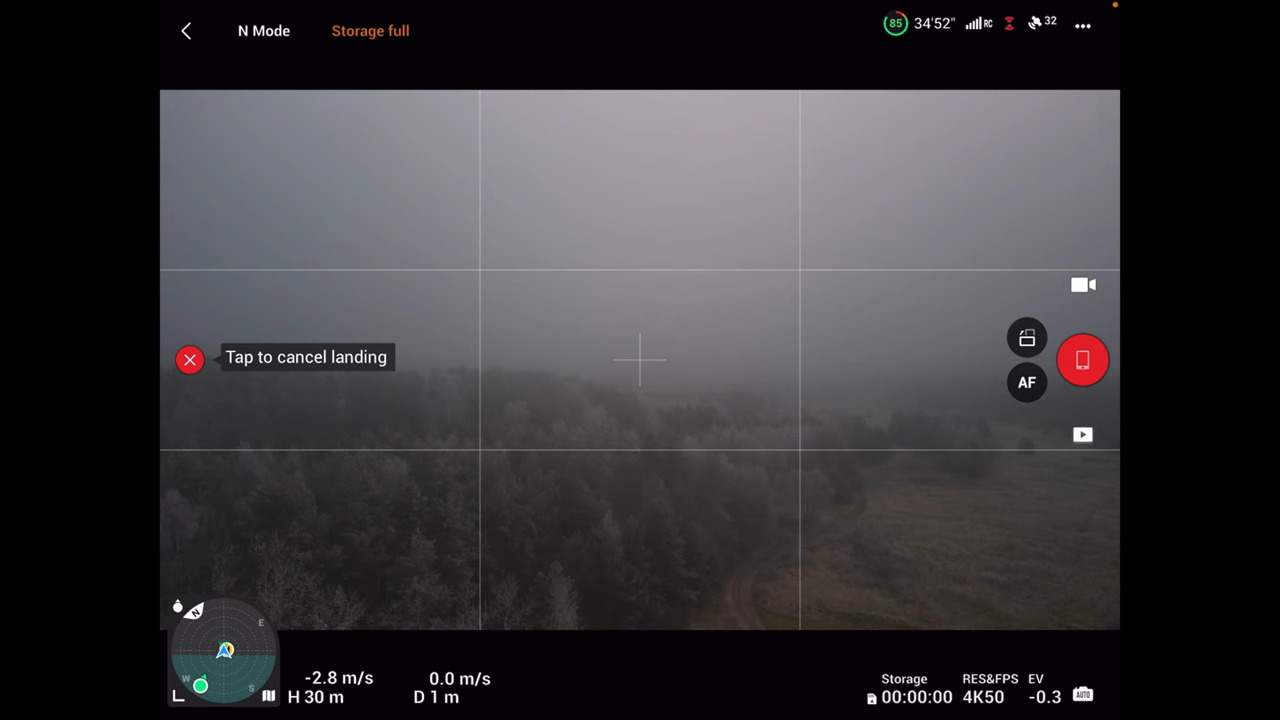 N Mode
Storage full
85
34'52"
RC
32
Tap to cancel landing
AF
N
E
W
S
-2.8 m/s
0.0 m/s
H 30 m
D 1 m
Storage
RES&FPS
EV
00:00:00
4K50
-0.3
AUTO